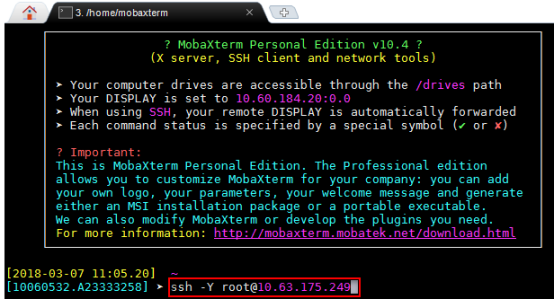 3. /home/mobaxterm
? MobaXterm Personal Edition v10.4 ?
(X server, SSH client and network tools)
➤ Your computer drives are accessible through the /drives path
➤ Your DISPLAY is set to 10.60.184.20:0.0
➤ When using SSH, your remote DISPLAY is automatically forwarded
➤ Each command status is specified by a special symbol (✔ or ✘)
? Important:
This is MobaXterm Personal Edition. The Professional edition
allows you to customize MobaXterm for your company: you can add
your own logo, your parameters, your welcome message and generate
either an MSI installation package or a portable executable.
We can also modify MobaXterm or develop the plugins you need.
For more information: http://mobaxterm.mobatek.net/download.html
[2018-03-07 11:05.20] ~
[10060532.A23333258] ➤ ssh -Y root@10.63.175.249